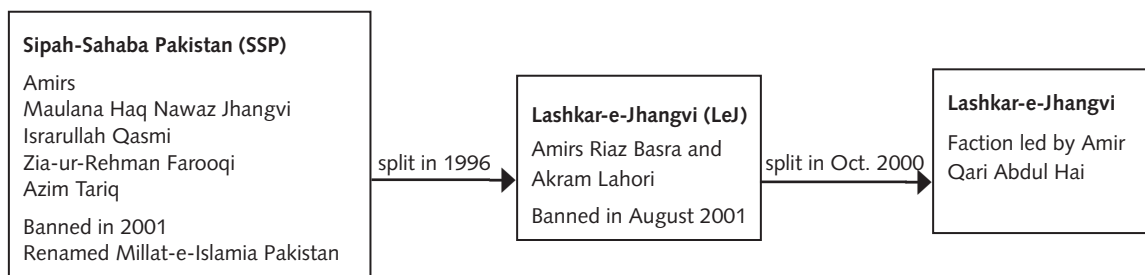 Sipah-Sahaba Pakistan (SSP)
Amirs
Maulana Haq Nawaz Jhangvi
Israrullah Qasmi
Zia-ur-Rehman Farooqi
Azim Tariq
Banned in 2001
Renamed Millat-e-Islamia Pakistan
split in 1996
Lashkar-e-Jhangvi (LeJ)
Amirs Riaz Basra and
Akram Lahori
Banned in August 2001
split in Oct. 2000
Lashkar-e-Jhangvi
Faction led by Amir
Qari Abdul Hai